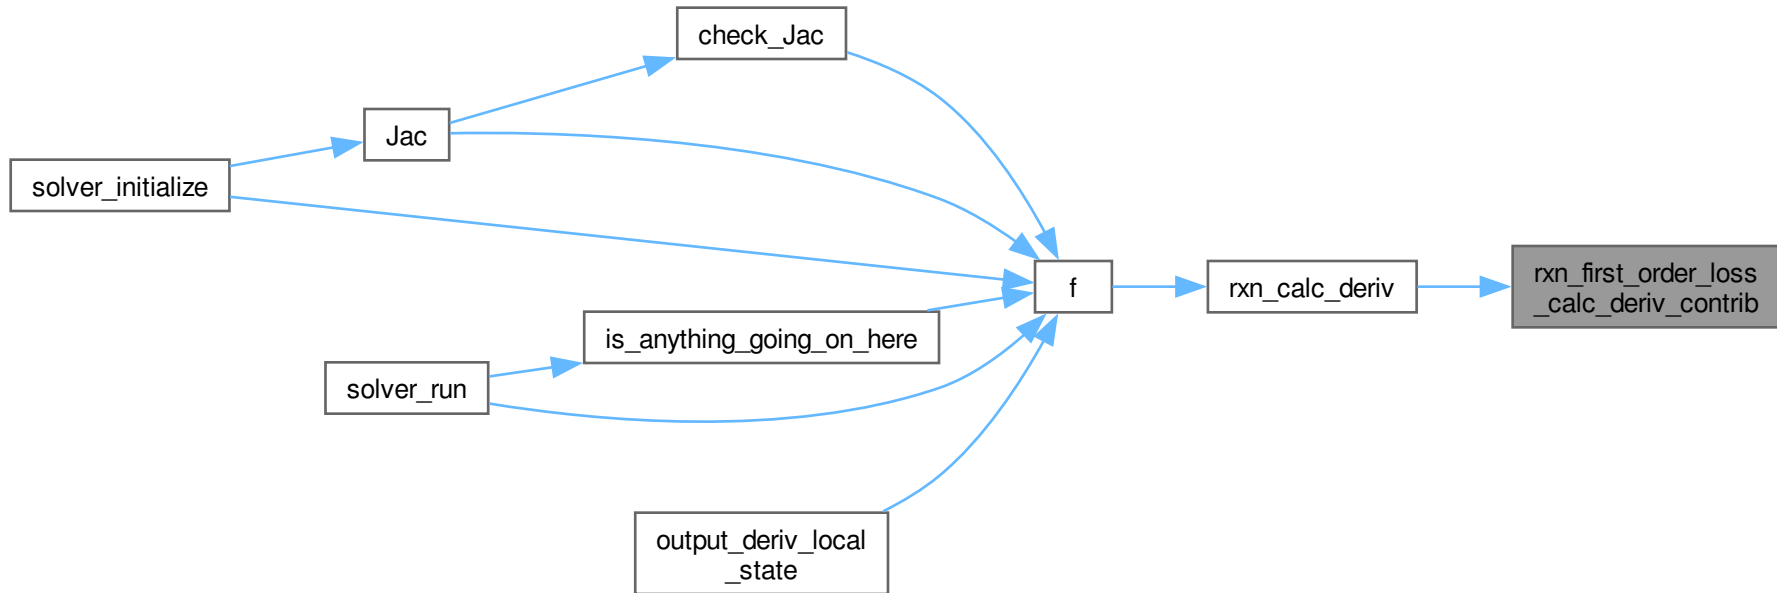 check_Jac
Jac
solver_initialize
f
rxn_calc_deriv
rxn_first_order_loss
_calc_deriv_contrib
is_anything_going_on_here
solver_run
output_deriv_local
_state